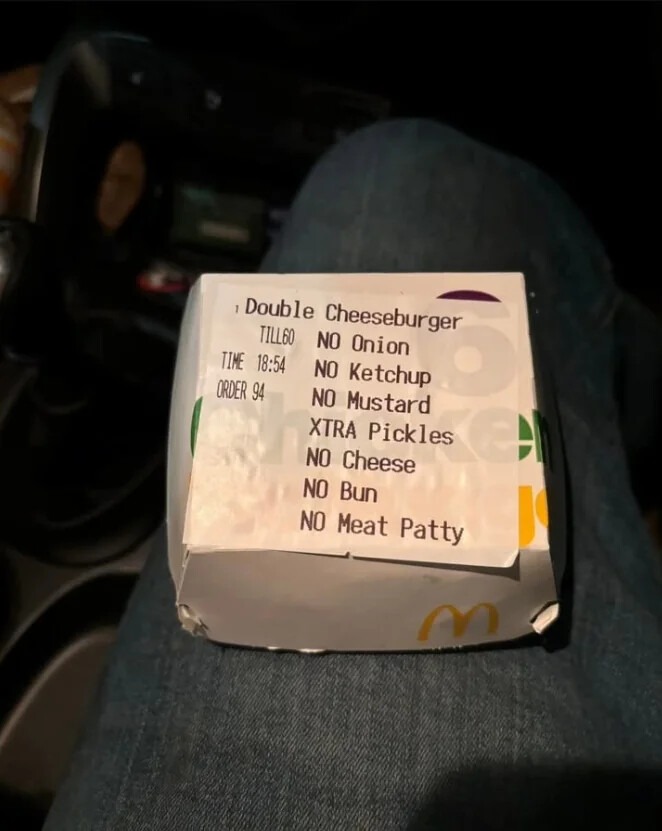 1 Double Cheeseburger
TILL60 NO Onion
TIME 18:54 NO Ketchup
ORDER 94 NO Mustard
XTRA Pickles
NO Cheese
NO Bun
NO Meat Patty
6